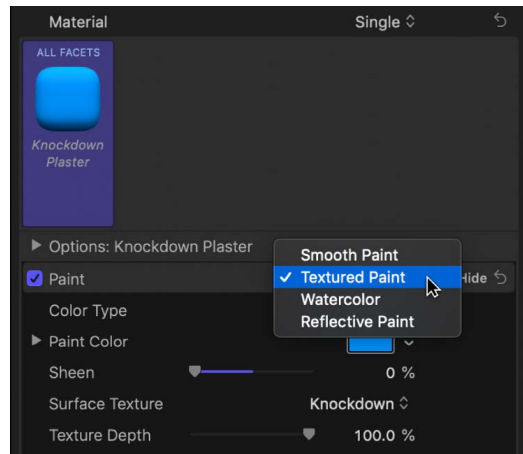 Material Single
ALL FACETS
Knockdown
Plaster
Options: Knockdown Plaster
Smooth Paint
Paint ✓ Textured Paint Hide
Watercolor
Color Type
Reflective Paint
Paint Color
Sheen 0 %
Surface Texture Knockdown
Texture Depth 100.0 %